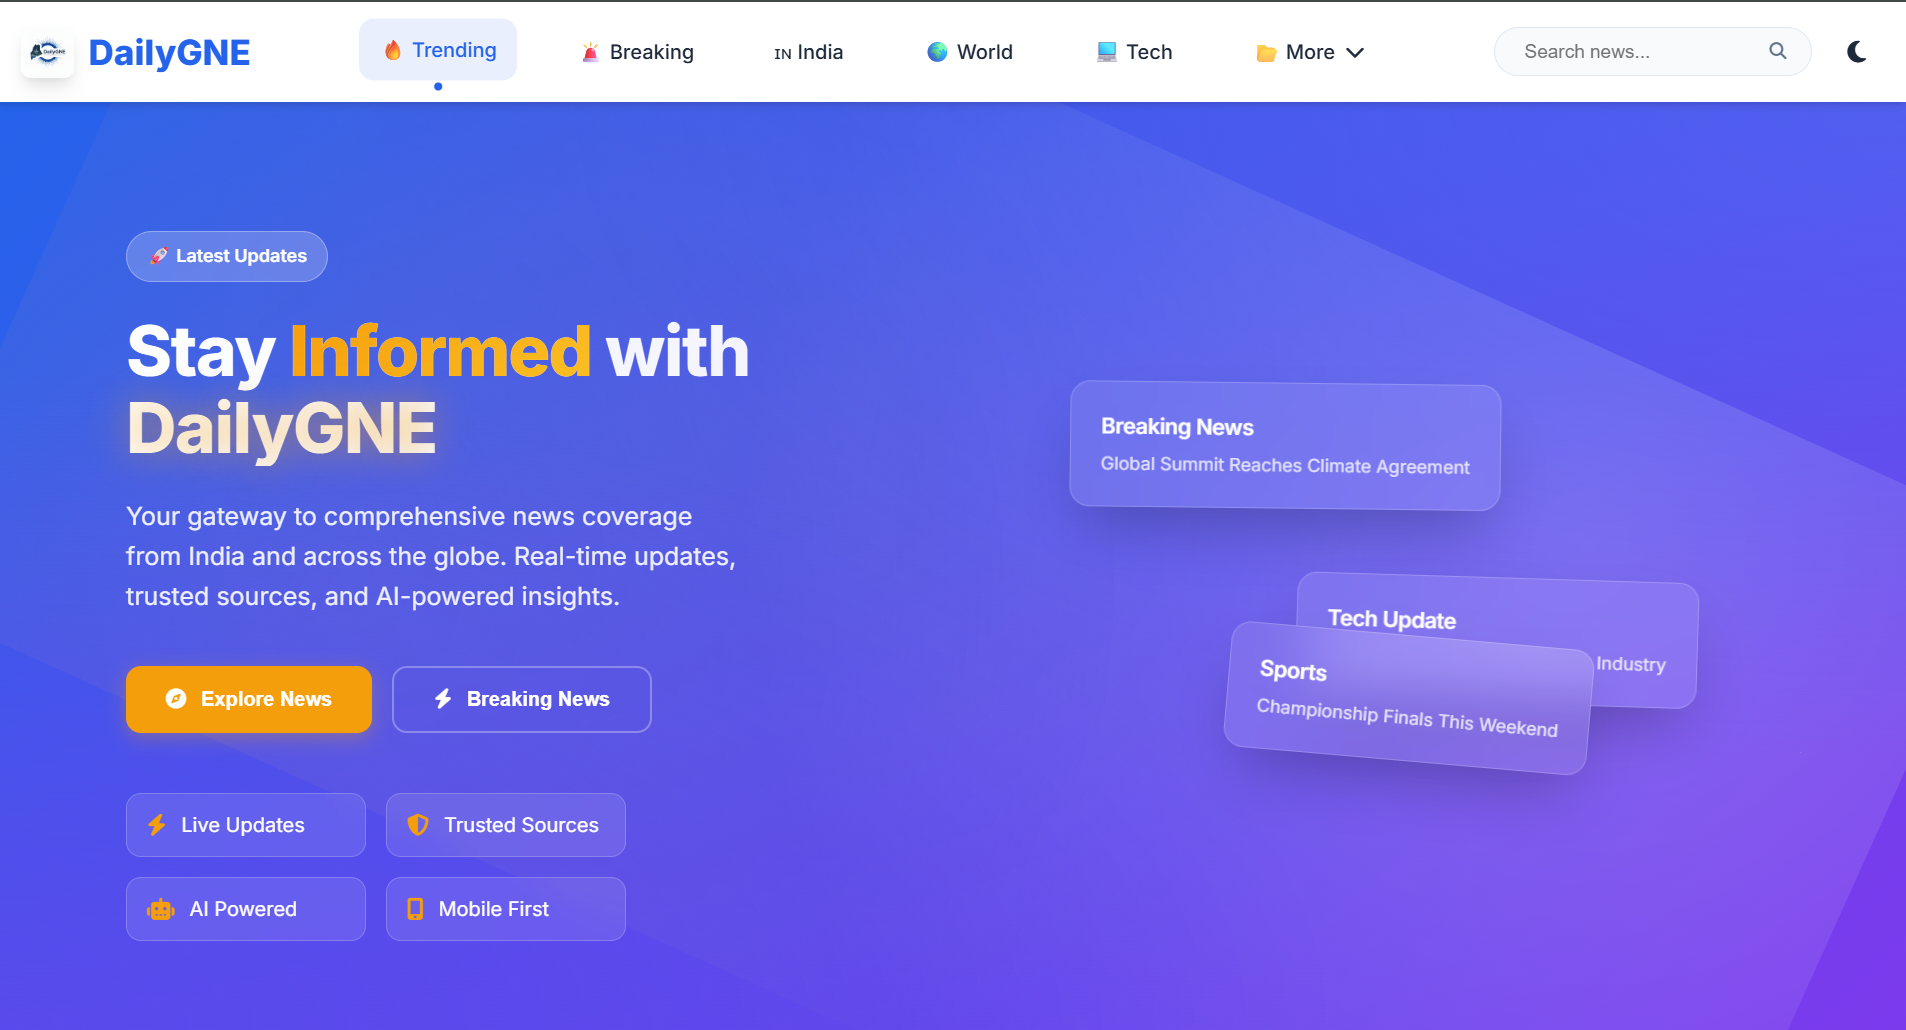 DailyGNE
DailyGNE
Trending
Breaking
IN India
World
Tech
More
Search news...
Latest Updates
Stay Informed with
DailyGNE
Your gateway to comprehensive news coverage
from India and across the globe. Real-time updates,
trusted sources, and AI-powered insights.
Explore News
Breaking News
Live Updates
Trusted Sources
AI Powered
Mobile First
Breaking News
Global Summit Reaches Climate Agreement
Tech Update
Industry
Sports
Championship Finals This Weekend